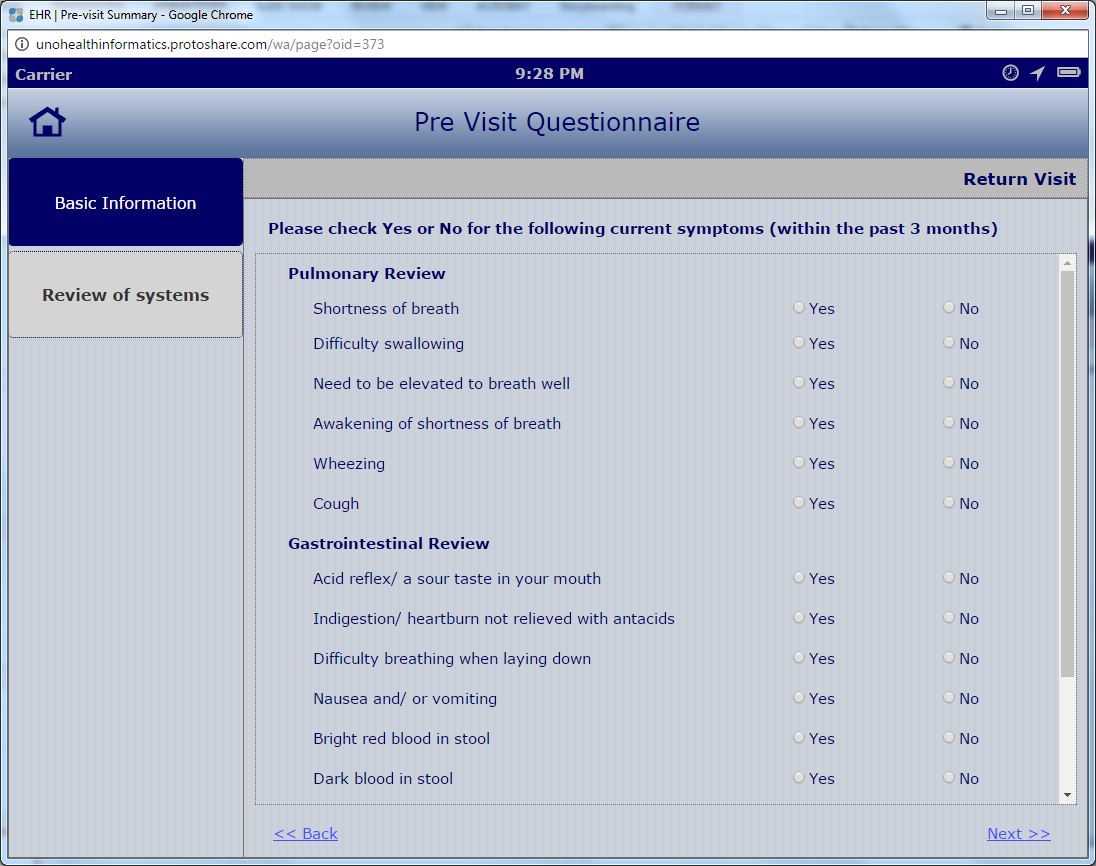 EHR | Pre-visit Summary - Google Chrome
unohealthinformatics.protoshare.com/wa/page?oid=373
Carrier 9:28 PM
Pre Visit Questionnaire
Basic Information
Review of systems
Return Visit
Please check Yes or No for the following current symptoms (within the past 3 months)
Pulmonary Review
Shortness of breath Yes No
Difficulty swallowing Yes No
Need to be elevated to breath well Yes No
Awakening of shortness of breath Yes No
Wheezing Yes No
Cough Yes No
Gastrointestinal Review
Acid reflex/ a sour taste in your mouth Yes No
Indigestion/ heartburn not relieved with antacids Yes No
Difficulty breathing when laying down Yes No
Nausea and/ or vomiting Yes No
Bright red blood in stool Yes No
Dark blood in stool Yes No
<< Back Next >>